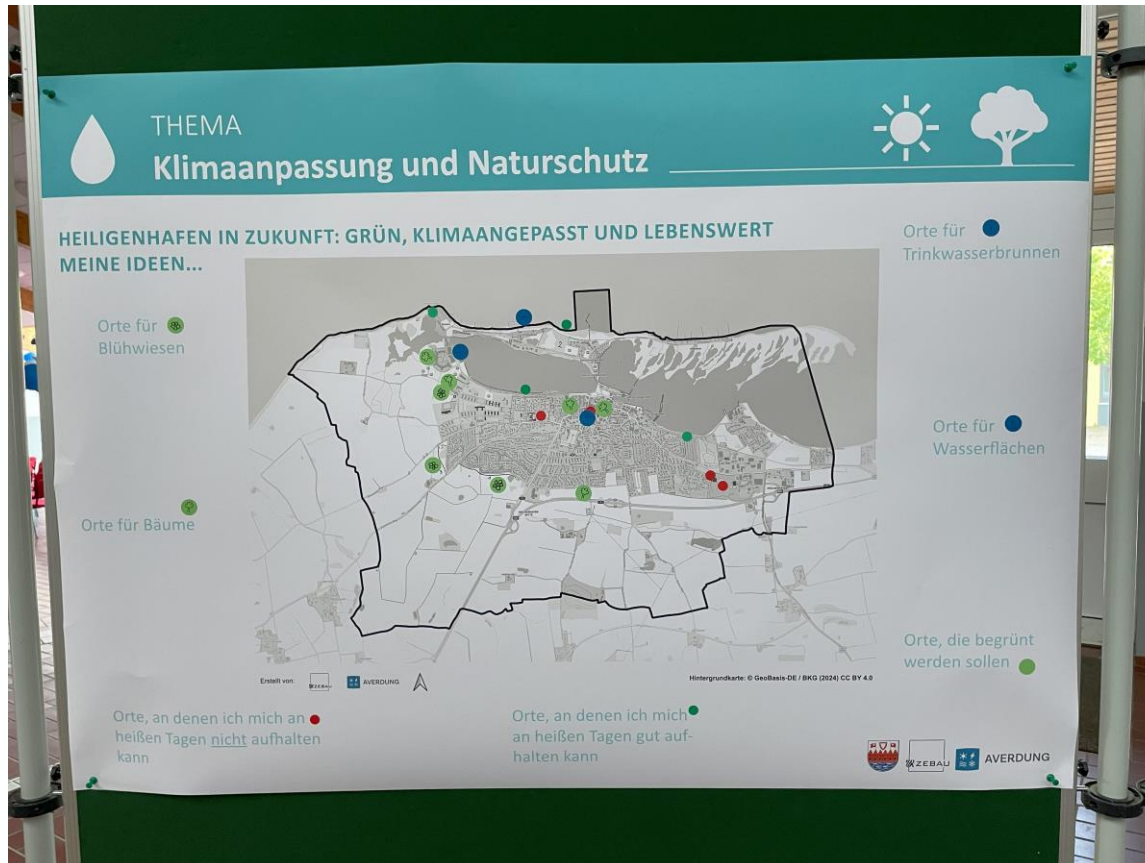 THEMA
Klimaanpassung und Naturschutz
HEILIGENHAFEN IN ZUKUNFT: GRÜN, KLIMAANGEPASST UND LEBENSWERT
MEINE IDEEN...
Orte für
Trinkwasserbrunnen
Orte für
Blühwiesen
Orte für
Wasserflächen
Orte für Bäume
Orte, die begrünt
werden sollen
Erstellt von:
ZEBAU
AVERDUNG
Hintergrundkarte: © GeoBasis-DE / BKG (2024) CC BY 4.0
Orte, an denen ich mich an
heißen Tagen nicht aufhalten
kann
Orte, an denen ich mich
an heißen Tagen gut auf-
halten kann
ZEBAU
AVERDUNG